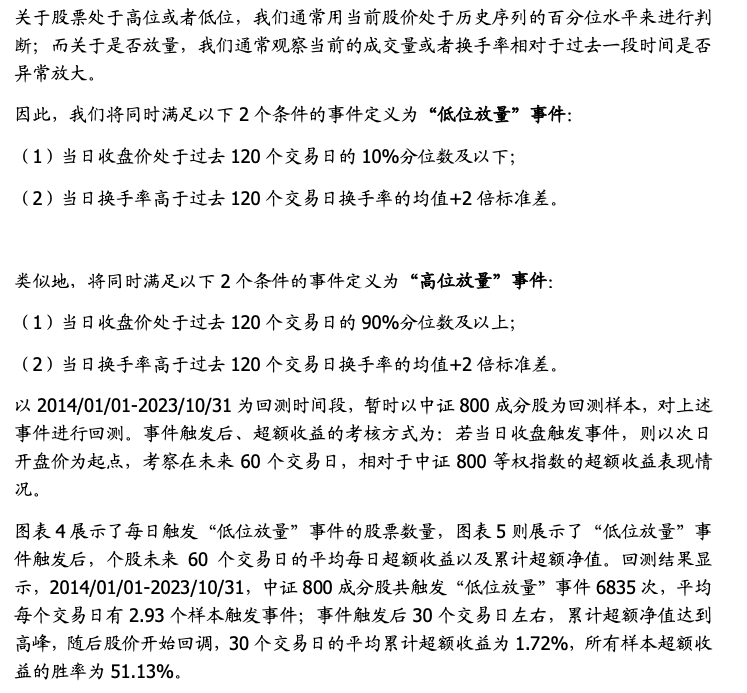 关于股票处于高位或者低位，我们通常用当前股价处于历史序列的百分位水平来进行判
断；而关于是否放量，我们通常观察当前的成交量或者换手率相对于过去一段时间是否
异常放大。
因此，我们将同时满足以下 2 个条件的事件定义为“低位放量”事件：
（1）当日收盘价处于过去 120 个交易日的 10%分位数及以下；
（2）当日换手率高于过去 120 个交易日换手率的均值+2 倍标准差。
类似地，将同时满足以下 2 个条件的事件定义为“高位放量”事件：
（1）当日收盘价处于过去 120 个交易日的 90%分位数及以上；
（2）当日换手率高于过去 120 个交易日换手率的均值+2 倍标准差。
以 2014/01/01-2023/10/31 为回测时间段，暂时以中证 800 成分股为回测样本，对上述
事件进行回测。事件触发后、超额收益的考核方式为：若当日收盘触发事件，则以次日
开盘价为起点，考察在未来 60 个交易日，相对于中证 800 等权指数的超额收益表现情
况。
图表 4 展示了每日触发“低位放量”事件的股票数量，图表 5 则展示了“低位放量”事
件触发后，个股未来 60 个交易日的平均每日超额收益以及累计超额净值。回测结果显
示，2014/01/01-2023/10/31，中证 800 成分股共触发“低位放量”事件 6835 次，平均
每个交易日有 2.93 个样本触发事件；事件触发后 30 个交易日左右，累计超额净值达到
高峰，随后股价开始回调，30 个交易日的平均累计超额收益为 1.72%，所有样本超额收
益的胜率为 51.13%。